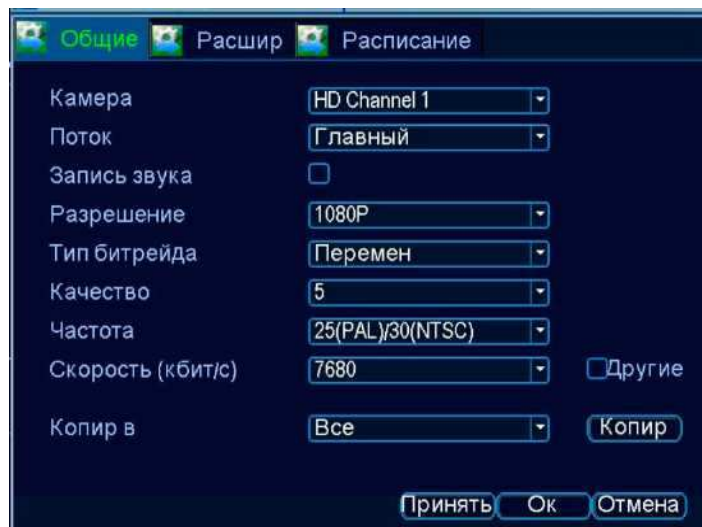 Общие Расшир Расписание
Камера HD Channel 1
Поток Главный
Запись звука
Разрешение 1080P
Тип битрейда Перемен
Качество 5
Частота 25(PAL)/30(NTSC)
Скорость (кбит/с) 7680 Другие
Копир в Все Копир
Принять Ок Отмена